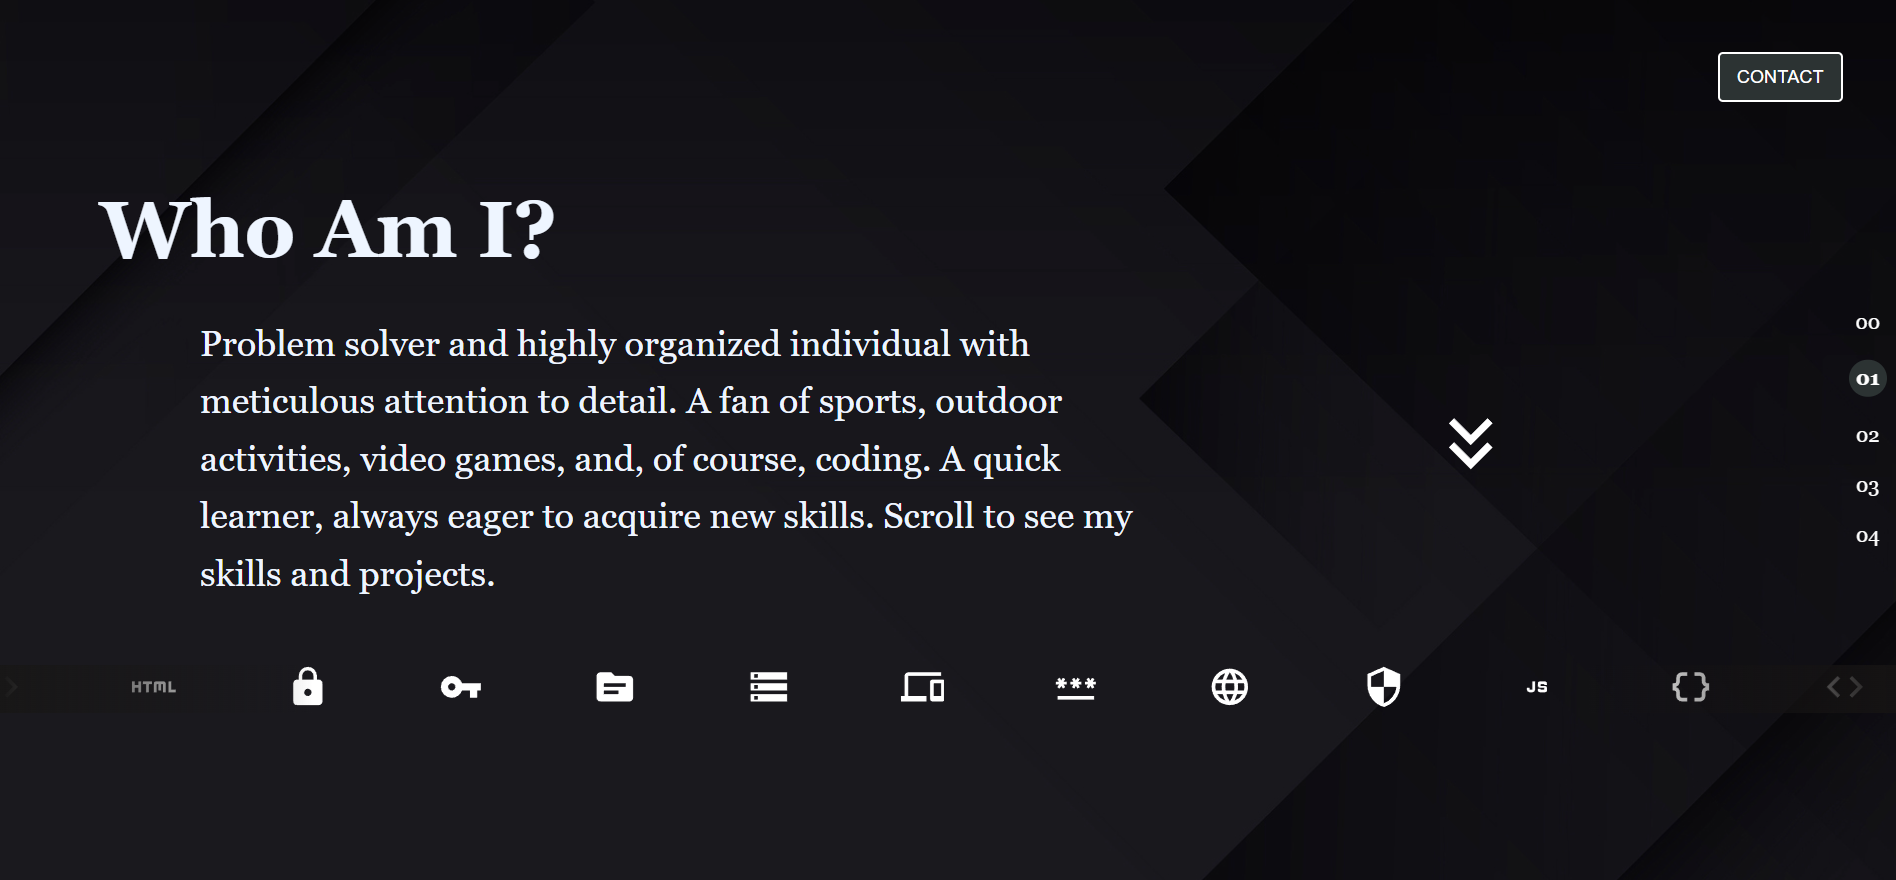 CONTACT
Who Am I?
Problem solver and highly organized individual with
meticulous attention to detail. A fan of sports, outdoor
activities, video games, and, of course, coding. A quick
learner, always eager to acquire new skills. Scroll to see my
skills and projects.
00
01
02
03
04
HTML
***
JS
{}
<>